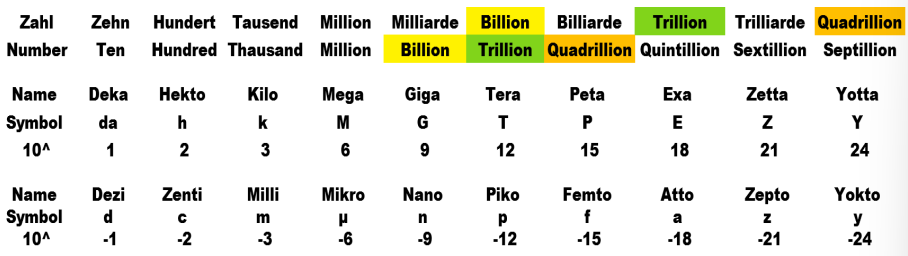 Zahl Zehn Hundert Tausend Million Milliarde Billion Billiarde Trillion Trilliarde Quadrillion
Number Ten Hundred Thausand Million Billion Trillion Quadrillion Quintillion Sextillion Septillion
Name Deka Hekto Kilo Mega Giga Tera Peta Exa Zetta Yotta
Symbol da h k M G T P E Z Y
10^ 1 2 3 6 9 12 15 18 21 24
Name Dezi Zenti Milli Mikro Nano Piko Femto Atto Zepto Yokto
Symbol d c m µ n p f a z y
10^ -1 -2 -3 -6 -9 -12 -15 -18 -21 -24